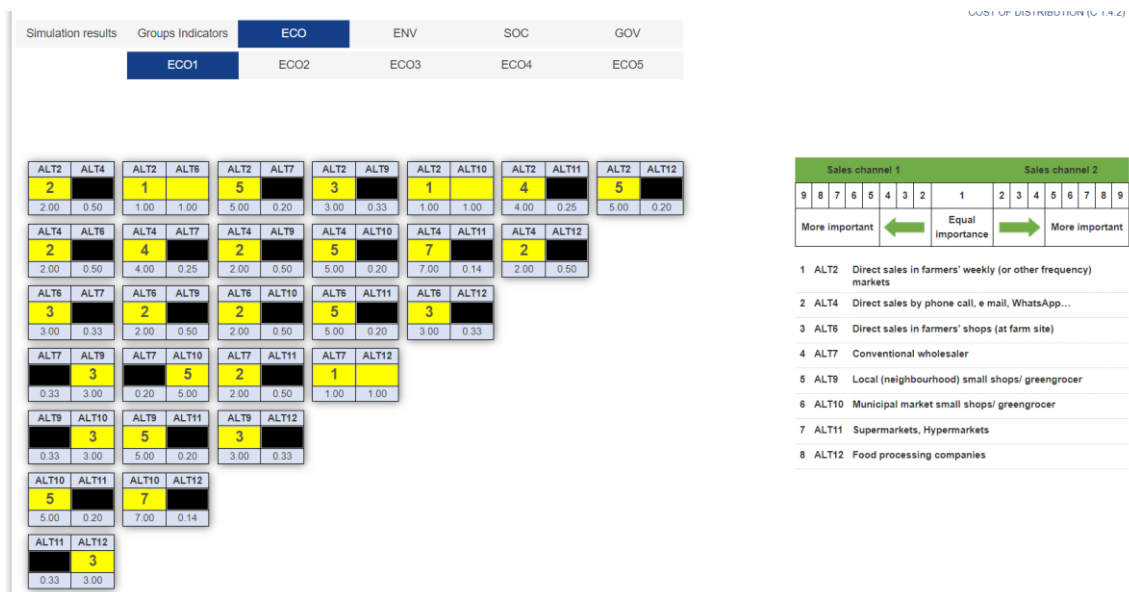 COST OF DISTRIBUTION (C 1.4.2)
Simulation results Groups Indicators ECO ENV SOC GOV
ECO1 ECO2 ECO3 ECO4 ECO5
ALT2 ALT4 ALT2 ALT6 ALT2 ALT7 ALT2 ALT9 ALT2 ALT10 ALT2 ALT11 ALT2 ALT12
2 1 5 3 1 4 5
2.00 0.50 1.00 1.00 5.00 0.20 3.00 0.33 1.00 1.00 4.00 0.25 5.00 0.20
ALT4 ALT6 ALT4 ALT7 ALT4 ALT9 ALT4 ALT10 ALT4 ALT11 ALT4 ALT12
2 4 2 5 7 2
2.00 0.50 4.00 0.25 2.00 0.50 5.00 0.20 7.00 0.14 2.00 0.50
ALT6 ALT7 ALT6 ALT9 ALT6 ALT10 ALT6 ALT11 ALT6 ALT12
3 2 2 5 3
3.00 0.33 2.00 0.50 2.00 0.50 5.00 0.20 3.00 0.33
ALT7 ALT9 ALT7 ALT10 ALT7 ALT11 ALT7 ALT12
3 5 2 1
0.33 3.00 0.20 5.00 2.00 0.50 1.00 1.00
ALT9 ALT10 ALT9 ALT11 ALT9 ALT12
3 5 3
0.33 3.00 5.00 0.20 3.00 0.33
ALT10 ALT11 ALT10 ALT12
5 7
5.00 0.20 7.00 0.14
ALT11 ALT12
3
0.33 3.00
Sales channel 1 Sales channel 2
9 8 7 6 5 4 3 2 1 2 3 4 5 6 7 8 9
More important Equal importance More important
1 ALT2 Direct sales in farmers' weekly (or other frequency)
markets
2 ALT4 Direct sales by phone call, e mail, WhatsApp…
3 ALT6 Direct sales in farmers' shops (at farm site)
4 ALT7 Conventional wholesaler
5 ALT9 Local (neighbourhood) small shops/ greengrocer
6 ALT10 Municipal market small shops/ greengrocer
7 ALT11 Supermarkets, Hypermarkets
8 ALT12 Food processing companies